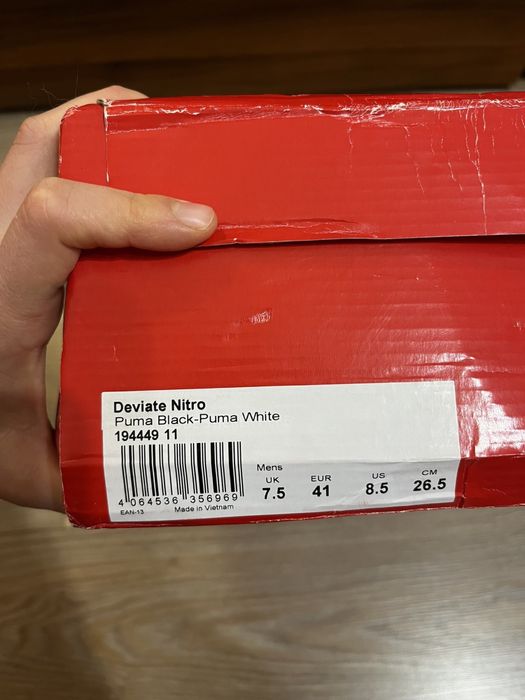 Deviate Nitro
Puma Black-Puma White
194449 11
Mens
UK EUR US CM
7.5 41 8.5 26.5
4 064536 356969
EAN-13 Made in Vietnam